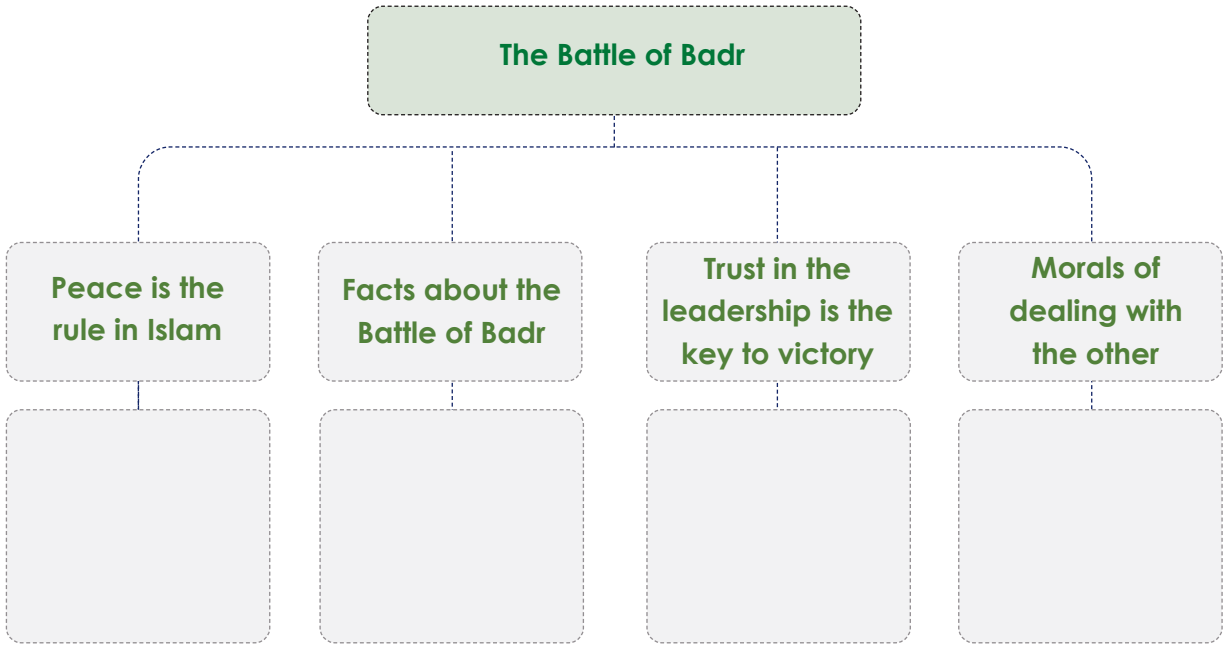 The Battle of Badr
Peace is the
rule in Islam
Facts about the
Battle of Badr
Trust in the
leadership is the
key to victory
Morals of
dealing with
the other